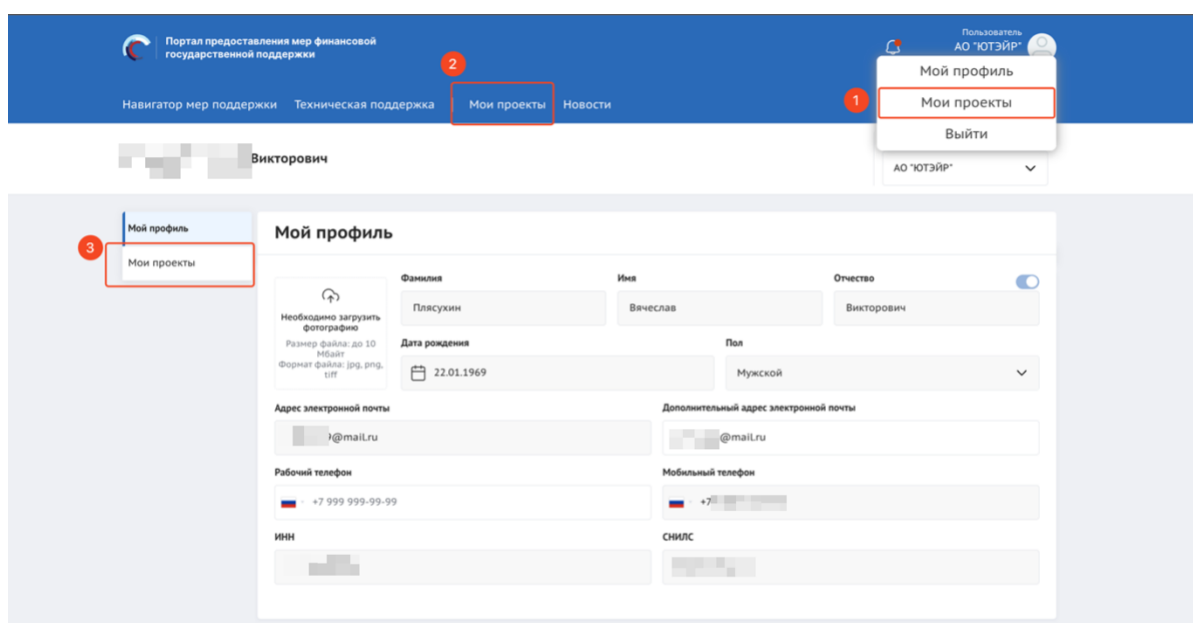 Портал предоставления мер финансовой
государственной поддержки
Пользователь
АО "ЮТЭЙР"
2
Мой профиль
Навигатор мер поддержки Техническая поддержка Мои проекты Новости
1
Мои проекты
Выйти
Викторович
АО "ЮТЭЙР"
Мой профиль
Мой профиль
3
Мои проекты
Фамилия Имя Отчество
Плясухин Вячеслав Викторович
Необходимо загрузить
фотографию
Размер файла: до 10
Мбайт
Формат файла: jpg, png,
tiff
Дата рождения Пол
22.01.1969 Мужской
Адрес электронной почты Дополнительный адрес электронной почты
9@mail.ru @mail.ru
Рабочий телефон Мобильный телефон
+7 999 999-99-99 +7
ИНН СНИЛС